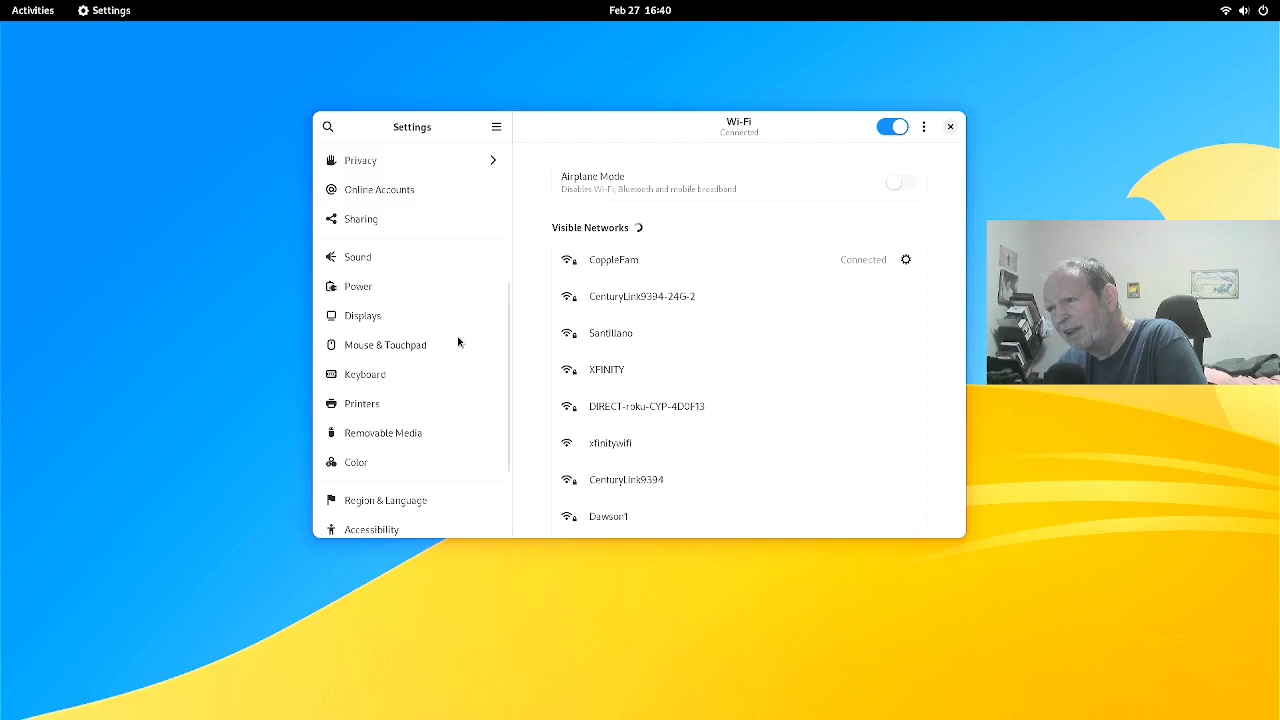 Activities
Settings
Feb 27 16:40
Settings
Privacy
Online Accounts
Sharing
Sound
Power
Displays
Mouse & Touchpad
Keyboard
Printers
Removable Media
Color
Region & Language
Accessibility
Wi-Fi
Connected
Airplane Mode
Disables Wi-Fi, Bluetooth and mobile broadband
Visible Networks
CoppleFam Connected
CenturyLink9394-24G-2
Santillano
XFINITY
DIRECT-roku-CYP-4D0F13
xfinitywifi
CenturyLink9394
Dawson1